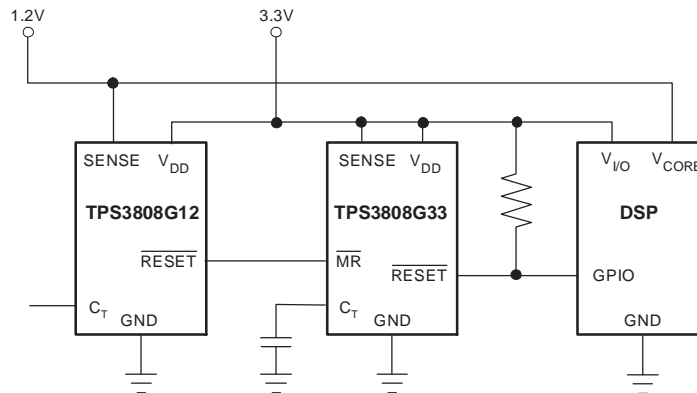 1.2V
3.3V
SENSE VDD
SENSE VDD
VI/O VCORE
TPS3808G12
TPS3808G33
DSP
RESET
MR
RESET
GPIO
CT
GND
CT
GND
GND